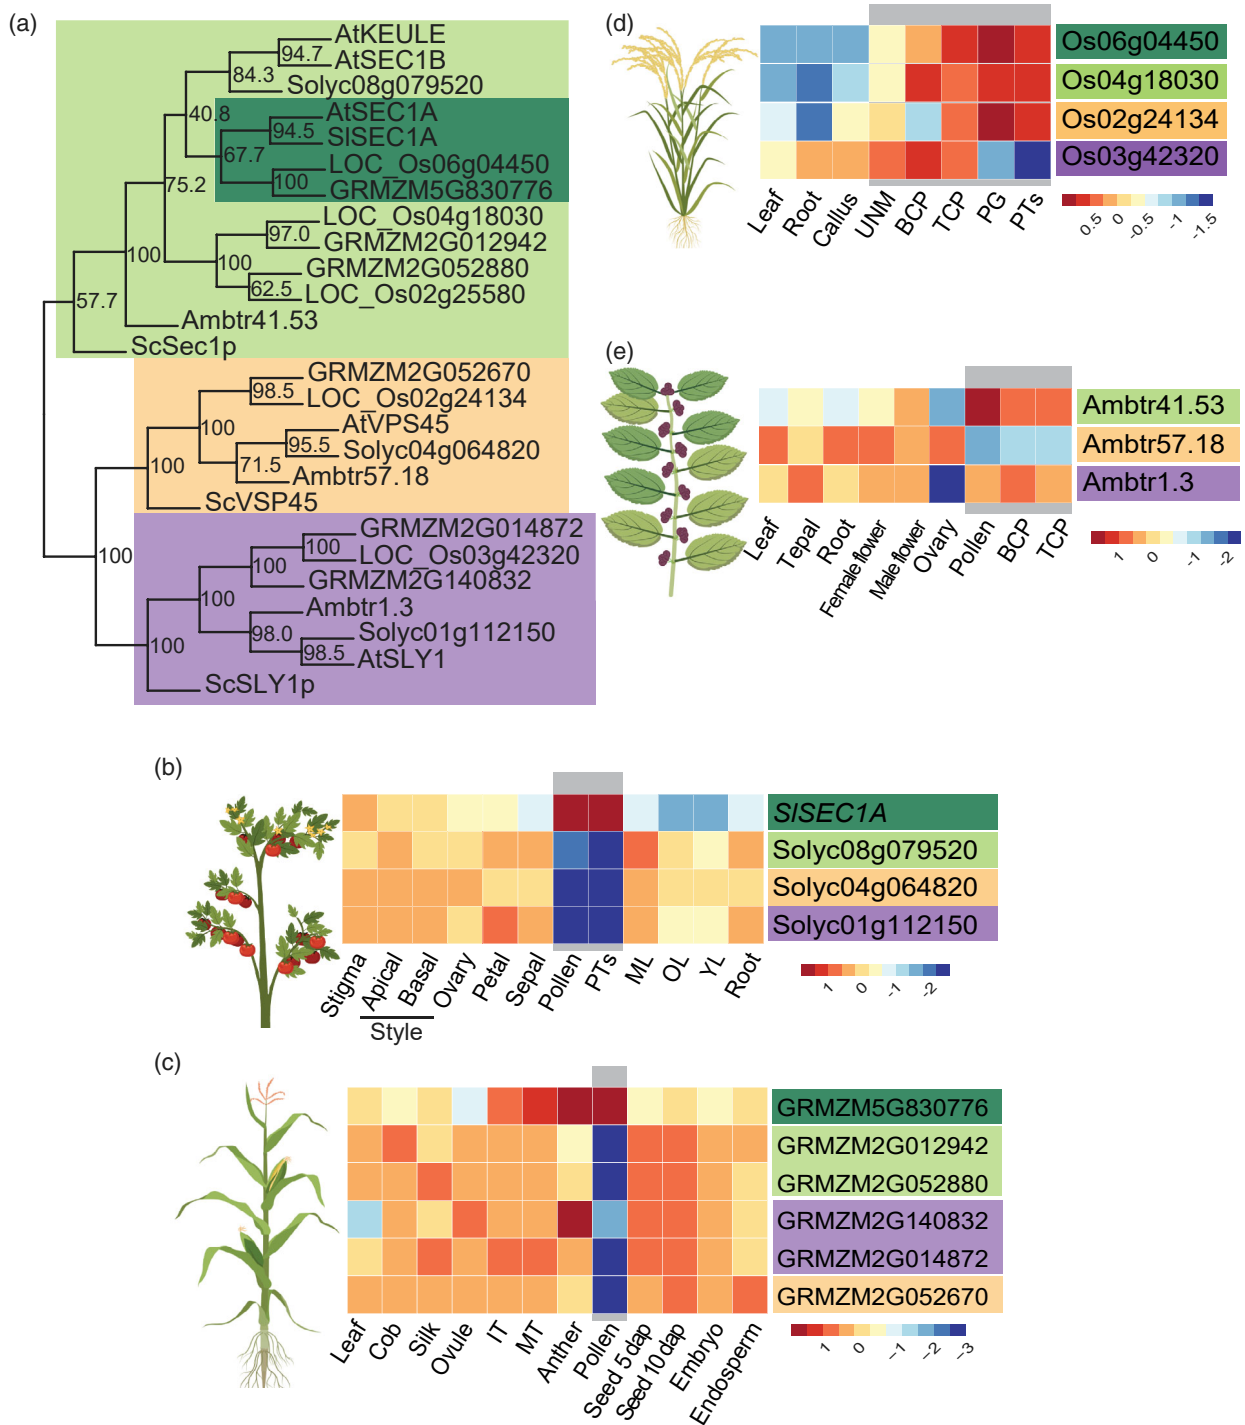 (a)
AtKEULE
94.7
AtSEC1B
84.3
Solyc08g079520
40.8
AtSEC1A
94.5
SlSEC1A
67.7
LOC_Os06g04450
100
GRMZM5G830776
75.2
LOC_Os04g18030
97.0
GRMZM2G012942
100
100
GRMZM2G052880
62.5
LOC_Os02g25580
57.7
Ambtr41.53
ScSec1p
GRMZM2G052670
98.5
LOC_Os02g24134
100
AtVPS45
95.5
Solyc04g064820
71.5
100
Ambtr57.18
ScVSP45
GRMZM2G014872
100
LOC_Os03g42320
100
100
GRMZM2G140832
100
Ambtr1.3
98.0
Solyc01g112150
98.5
100
AtSLY1
ScSLY1p
(d)
Os06g04450
Os04g18030
Os02g24134
Os03g42320
Leaf
Root
Callus
UNM
BCP
TCP
PG
PTs
0.5
0
-0.5
-1
-1.5
(e)
Ambtr41.53
Ambtr57.18
Ambtr1.3
Leaf
Tepal
Root
Female flower
Male flower
Ovary
Pollen
BCP
TCP
1
0
-1
-2
(b)
SlSEC1A
Solyc08g079520
Solyc04g064820
Solyc01g112150
Stigma
Apical
Basal
Ovary
Petal
Sepal
Pollen
PTs
ML
OL
YL
Root
Style
1
0
-1
-2
(c)
GRMZM5G830776
GRMZM2G012942
GRMZM2G052880
GRMZM2G140832
GRMZM2G014872
GRMZM2G052670
Leaf
Cob
Silk
Ovule
IT
MT
Anther
Pollen
Seed 5 dap
Seed 10 dap
Embryo
Endosperm
1
0
-1
-2
-3